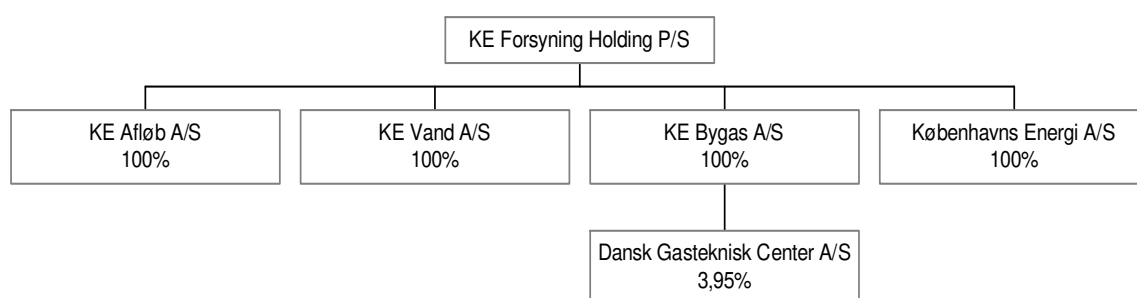 KE Forsyning Holding P/S
KE Afløb A/S
100%
KE Vand A/S
100%
KE Bygas A/S
100%
Københavns Energi A/S
100%
Dansk Gasteknisk Center A/S
3,95%